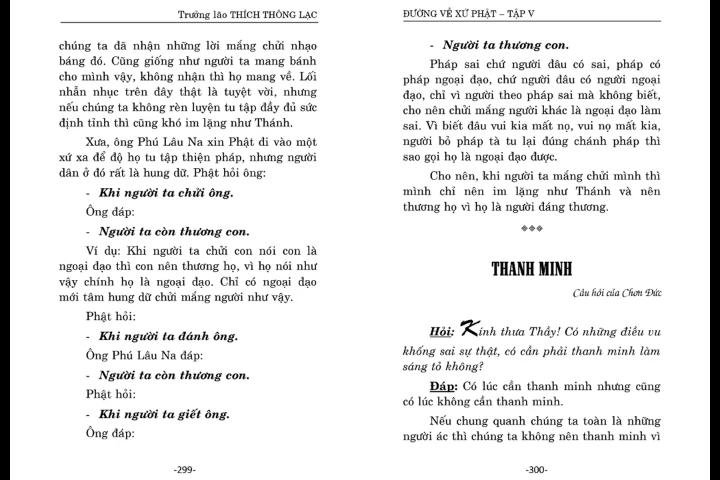 Trưởng lão THÍCH THÔNG LẠC
chúng ta đã nhận những lời mắng chửi nhạo
báng đó. Cũng giống như người ta mang bánh
cho mình vậy, không nhận thì họ mang về. Lối
nhẫn nhục trên đây thật là tuyệt vời, nhưng
nếu chúng ta không rèn luyện tu tập đầy đủ sức
định tỉnh thì cũng khó im lặng như Thánh.
Xưa, ông Phú Lâu Na xin Phật đi vào một
xứ xa để độ họ tu tập thiện pháp, nhưng người
dân ở đó rất là hung dữ. Phật hỏi ông:
- Khi người ta chửi ông.
Ông đáp:
- Người ta còn thương con.
Ví dụ: Khi người ta chửi con nói con là
ngoại đạo thì con nên thương họ, vì họ nói như
vậy chính họ là ngoại đạo. Chỉ có ngoại đạo
mới tâm hung dữ chửi mắng người như vậy.
Phật hỏi:
- Khi người ta đánh ông.
Ông Phú Lâu Na đáp:
- Người ta còn thương con.
Phật hỏi:
- Khi người ta giết ông.
Ông đáp:
-299-
ĐƯỜNG VỀ XỨ PHẬT – TẬP V
- Người ta thương con.
Pháp sai chứ người đâu có sai, pháp có
pháp ngoại đạo, chứ người đâu có người ngoại
đạo, chỉ vì người theo pháp sai mà không biết,
cho nên chửi mắng người khác là ngoại đạo làm
sai. Vì biết đâu vui kia mất nọ, vui nọ mất kia,
người bỏ pháp tà tu lại đúng chánh pháp thì
sao gọi họ là ngoại đạo được.
Cho nên, khi người ta mắng chửi mình thì
mình chỉ nên im lặng như Thánh và nên
thương họ vì họ là người đáng thương.
THANH MINH
Câu hỏi của Chơn Đức
Hỏi: Kính thưa Thầy! Có những điều vu
khống sai sự thật, có cần phải thanh minh làm
sáng tỏ không?
Đáp: Có lúc cần thanh minh nhưng cũng
có lúc không cần thanh minh.
Nếu chung quanh chúng ta toàn là những
người ác thì chúng ta không nên thanh minh vì
-300-